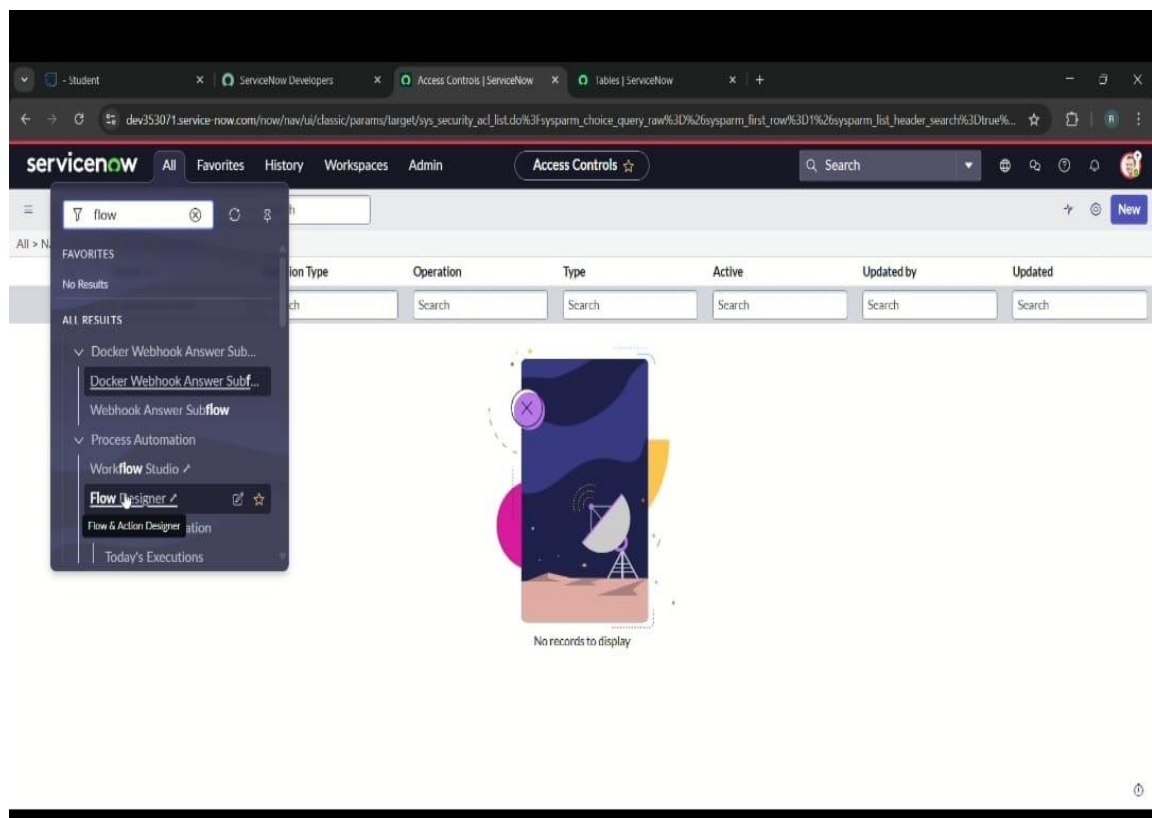 - Student
ServiceNow Developers
Access Controls | ServiceNow
Tables | ServiceNow
dev353071.service-now.com/now/nav/ui/classic/params/target/sys_security_acl_list.do%3Fsysparm_choice_query_raw%3D%26sysparm_first_row%3D1%26sysparm_list_header_search%3Dtrue%...
R
servicenow
All
Favorites
History
Workspaces
Admin
Access Controls
Search
flow
h
New
All > N
FAVORITES
No Results
ion Type
Operation
Type
Active
Updated by
Updated
ch
Search
Search
Search
Search
Search
ALL RESULTS
Docker Webhook Answer Sub...
Docker Webhook Answer Subf...
Webhook Answer Subflow
Process Automation
Workflow Studio
Flow Designer
Flow & Action Designer
ation
Today's Executions
No records to display